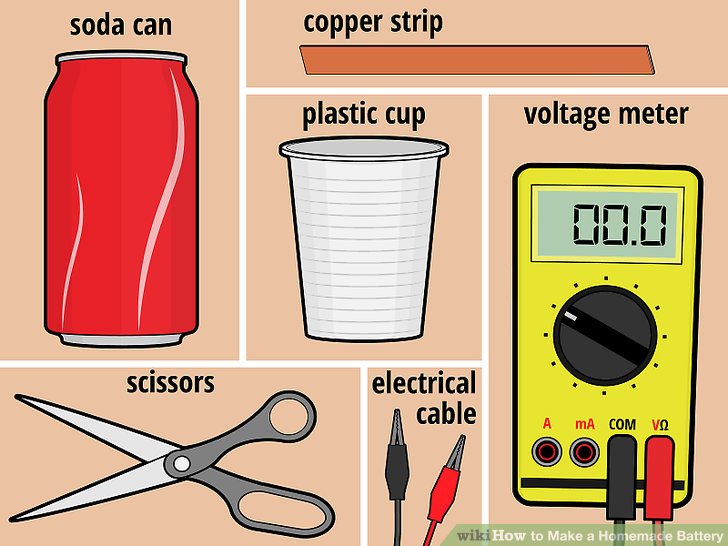 soda can
copper strip
plastic cup
voltage meter
00.0
A mA COM VΩ
scissors
electrical
cable
wikiHow to Make a Homemade Battery